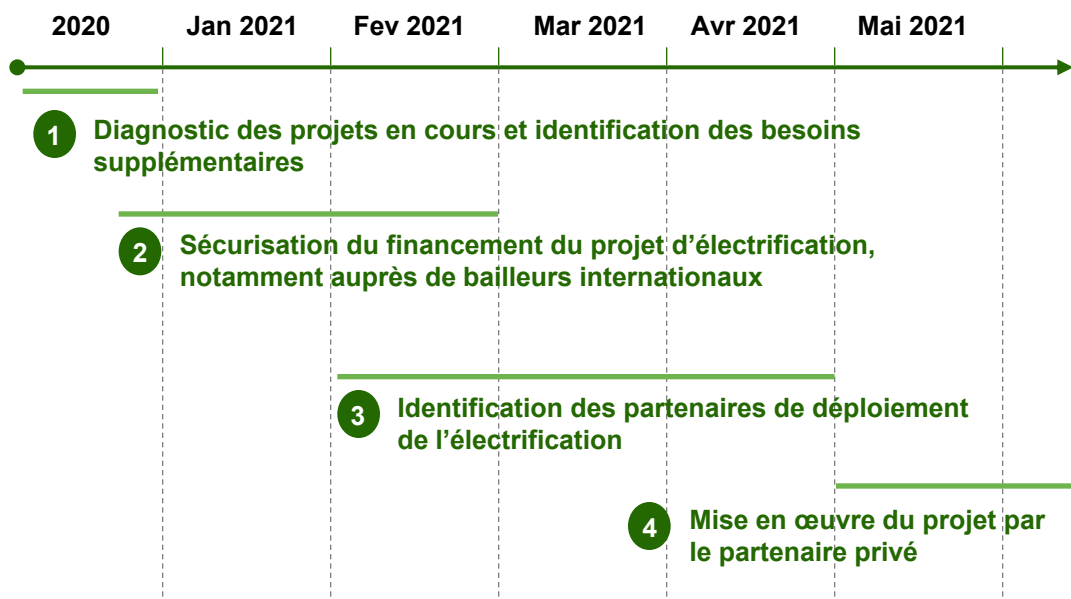 2020 Jan 2021 Fev 2021 Mar 2021 Avr 2021 Mai 2021
1 Diagnostic des projets en cours et identification des besoins
supplémentaires
2 Sécurisation du financement du projet d’électrification,
notamment auprès de bailleurs internationaux
3 Identification des partenaires de déploiement
de l’électrification
4 Mise en œuvre du projet par
le partenaire privé